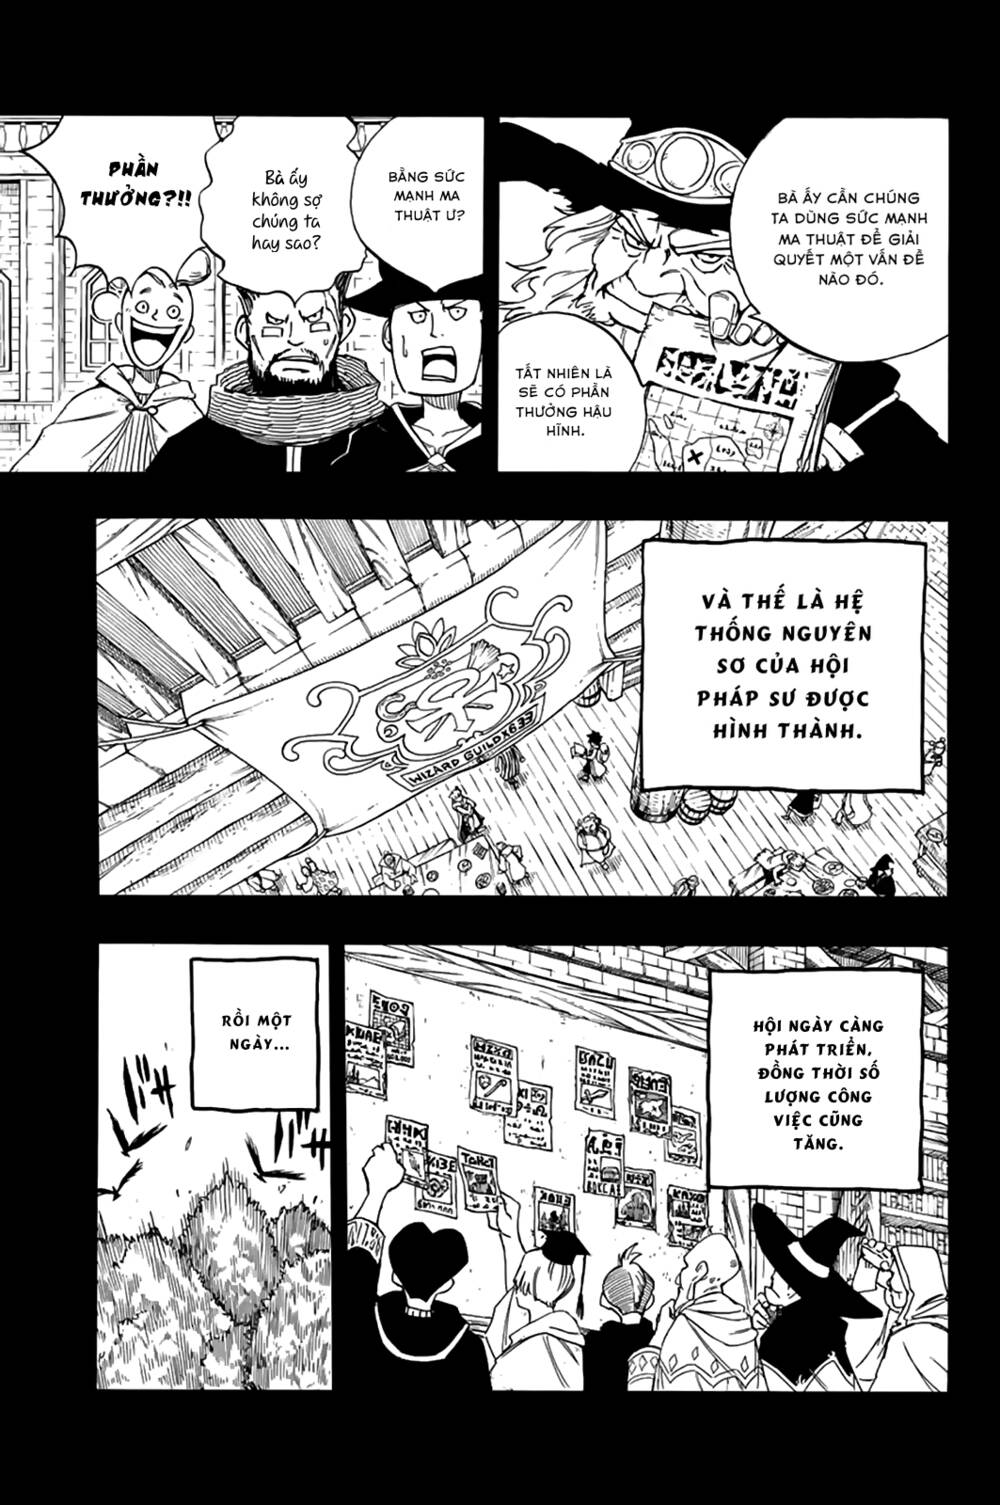 BÀ ẤY CẦN CHÚNG
TA DÙNG SỨC MẠNH
MA THUẬT ĐỂ GIẢI
QUYẾT MỘT VẤN ĐỀ
NÀO ĐÓ.
TẤT NHIÊN LÀ
SẼ CÓ PHẦN
THƯỞNG HẬU
HĨNH.
BẰNG SỨC
MẠNH MA
THUẬT Ư?
Bà ấy
không sợ
chúng ta
hay sao?
PHẦN
THƯỞNG?!!
VÀ THẾ LÀ HỆ
THỐNG NGUYÊN
SƠ CỦA HỘI
PHÁP SƯ ĐƯỢC
HÌNH THÀNH.
WIZARD GUILD X633
HỘI NGÀY CÀNG
PHÁT TRIỂN,
ĐỒNG THỜI SỐ
LƯỢNG CÔNG
VIỆC CŨNG
TĂNG.
RỒI MỘT
NGÀY...